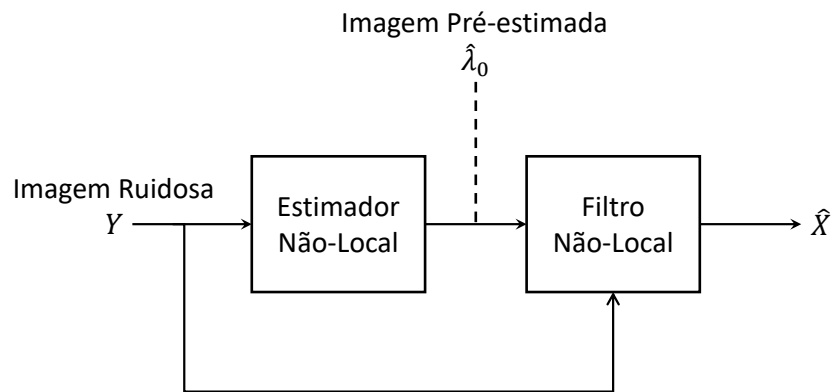 Imagem Pré-estimada
λ̂₀
Imagem Ruidosa
Y
Estimador
Não-Local
Filtro
Não-Local
X̂